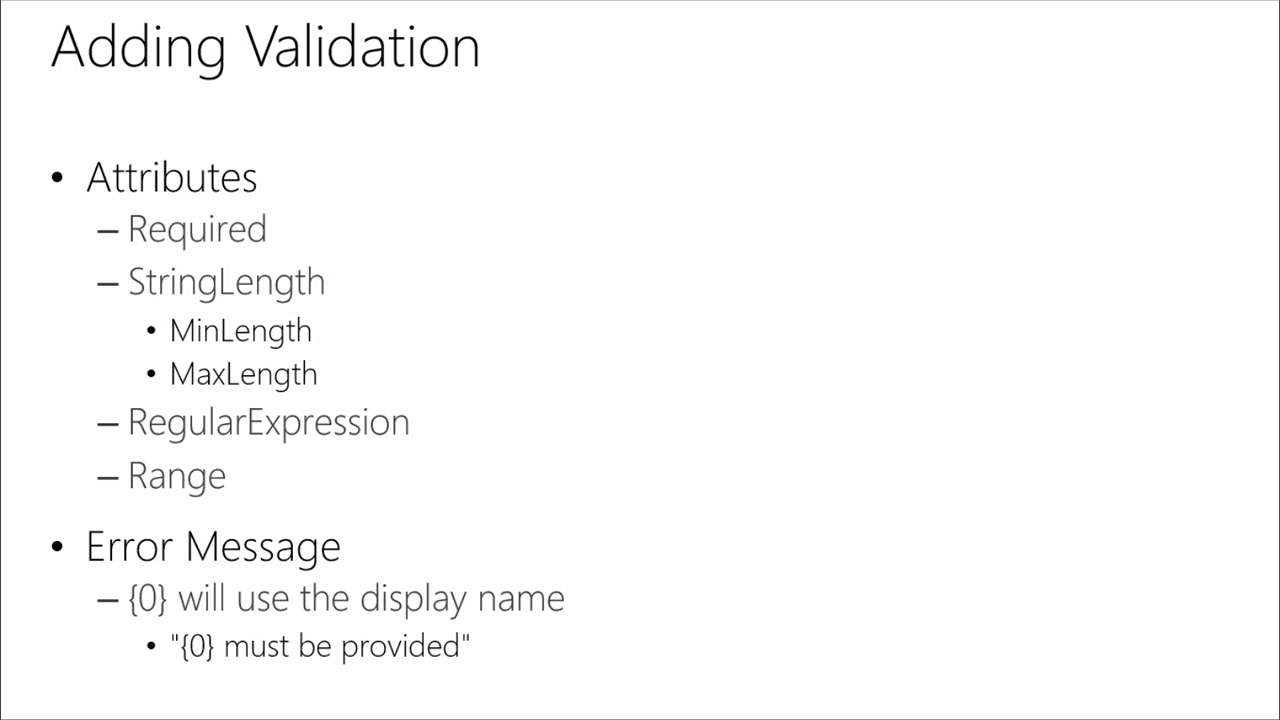 Adding Validation
• Attributes
– Required
– StringLength
• MinLength
• MaxLength
– RegularExpression
– Range
• Error Message
– {0} will use the display name
• "{0} must be provided"